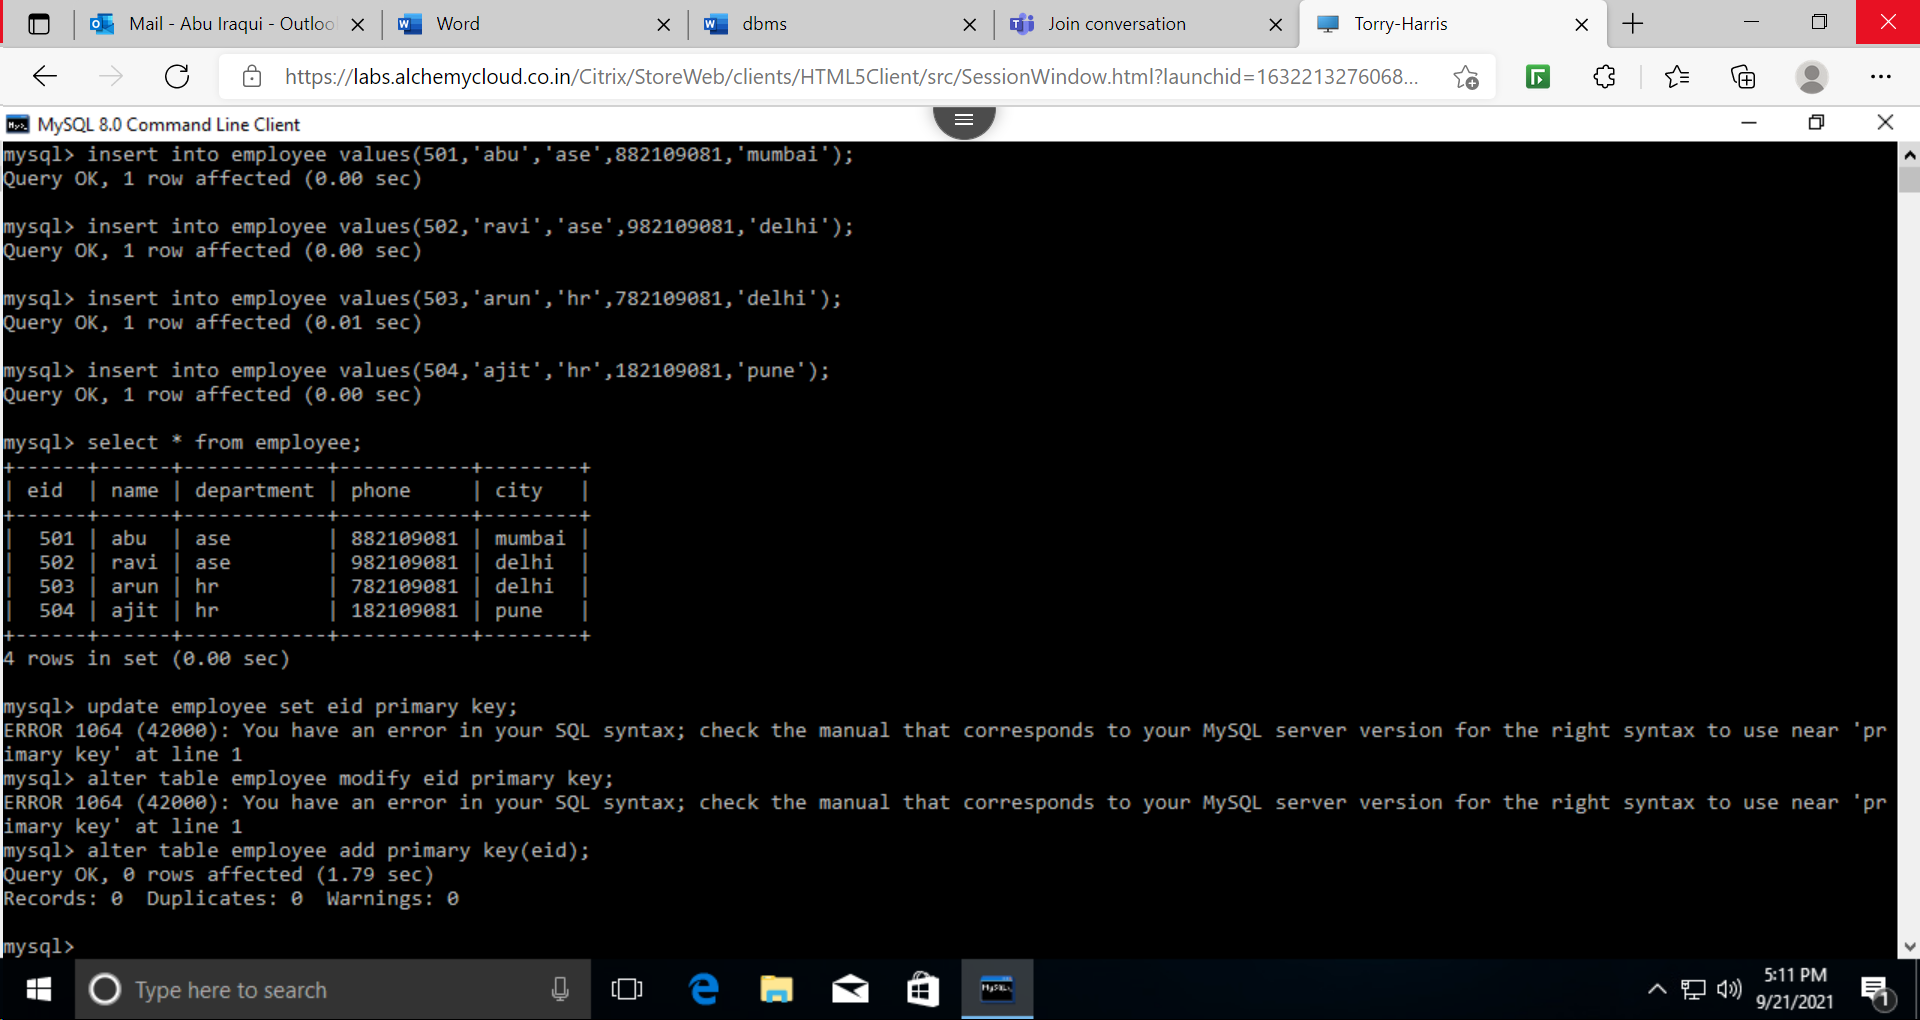 Mail - Abu Iraqui - Outloo
Word
dbms
Join conversation
Torry-Harris
https://labs.alchemycloud.co.in/Citrix/StoreWeb/clients/HTML5Client/src/SessionWindow.html?launchid=1632213276068...
MySQL 8.0 Command Line Client
mysql> insert into employee values(501,'abu','ase',882109081,'mumbai');
Query OK, 1 row affected (0.00 sec)
mysql> insert into employee values(502,'ravi','ase',982109081,'delhi');
Query OK, 1 row affected (0.00 sec)
mysql> insert into employee values(503,'arun','hr',782109081,'delhi');
Query OK, 1 row affected (0.01 sec)
mysql> insert into employee values(504,'ajit','hr',182109081,'pune');
Query OK, 1 row affected (0.00 sec)
mysql> select * from employee;
+------+------+------------+-----------+--------+
| eid  | name | department | phone     | city   |
+------+------+------------+-----------+--------+
|  501 | abu  | ase        | 882109081 | mumbai |
|  502 | ravi | ase        | 982109081 | delhi  |
|  503 | arun | hr         | 782109081 | delhi  |
|  504 | ajit | hr         | 182109081 | pune   |
+------+------+------------+-----------+--------+
4 rows in set (0.00 sec)
mysql> update employee set eid primary key;
ERROR 1064 (42000): You have an error in your SQL syntax; check the manual that corresponds to your MySQL server version for the right syntax to use near 'pr
imary key' at line 1
mysql> alter table employee modify eid primary key;
ERROR 1064 (42000): You have an error in your SQL syntax; check the manual that corresponds to your MySQL server version for the right syntax to use near 'pr
imary key' at line 1
mysql> alter table employee add primary key(eid);
Query OK, 0 rows affected (1.79 sec)
Records: 0  Duplicates: 0  Warnings: 0
mysql>
Type here to search
5:11 PM
9/21/2021
1